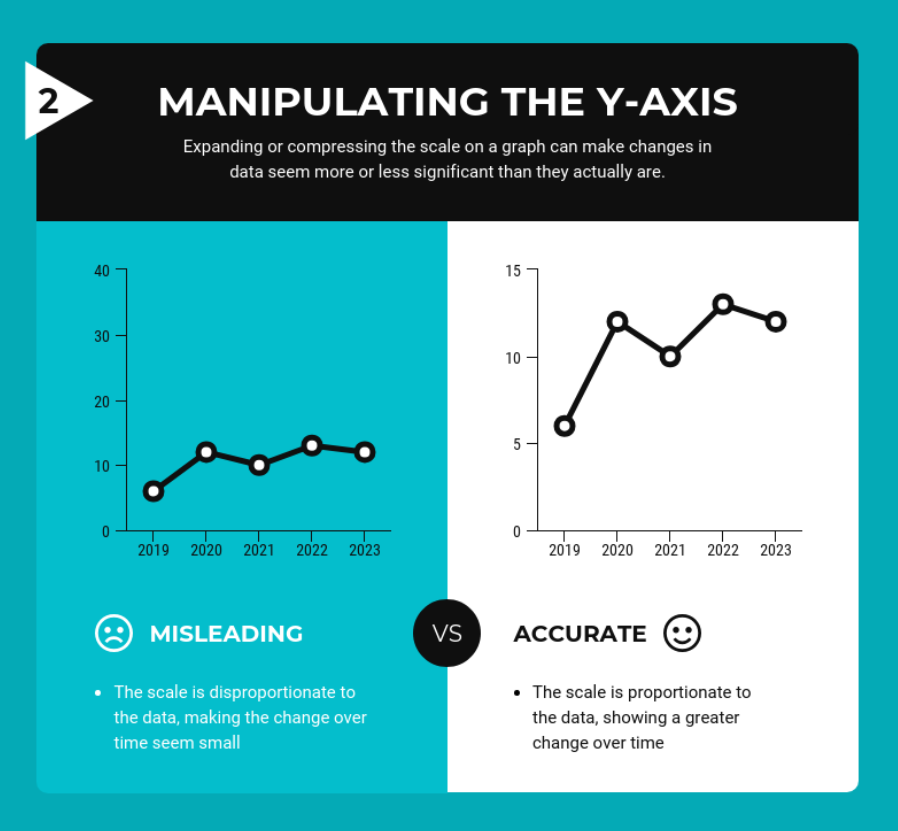 2
MANIPULATING THE Y-AXIS
Expanding or compressing the scale on a graph can make changes in
data seem more or less significant than they actually are.
40
30
20
10
0
2019 2020 2021 2022 2023
15
10
5
0
2019 2020 2021 2022 2023
MISLEADING
VS
ACCURATE
• The scale is disproportionate to
the data, making the change over
time seem small
• The scale is proportionate to
the data, showing a greater
change over time